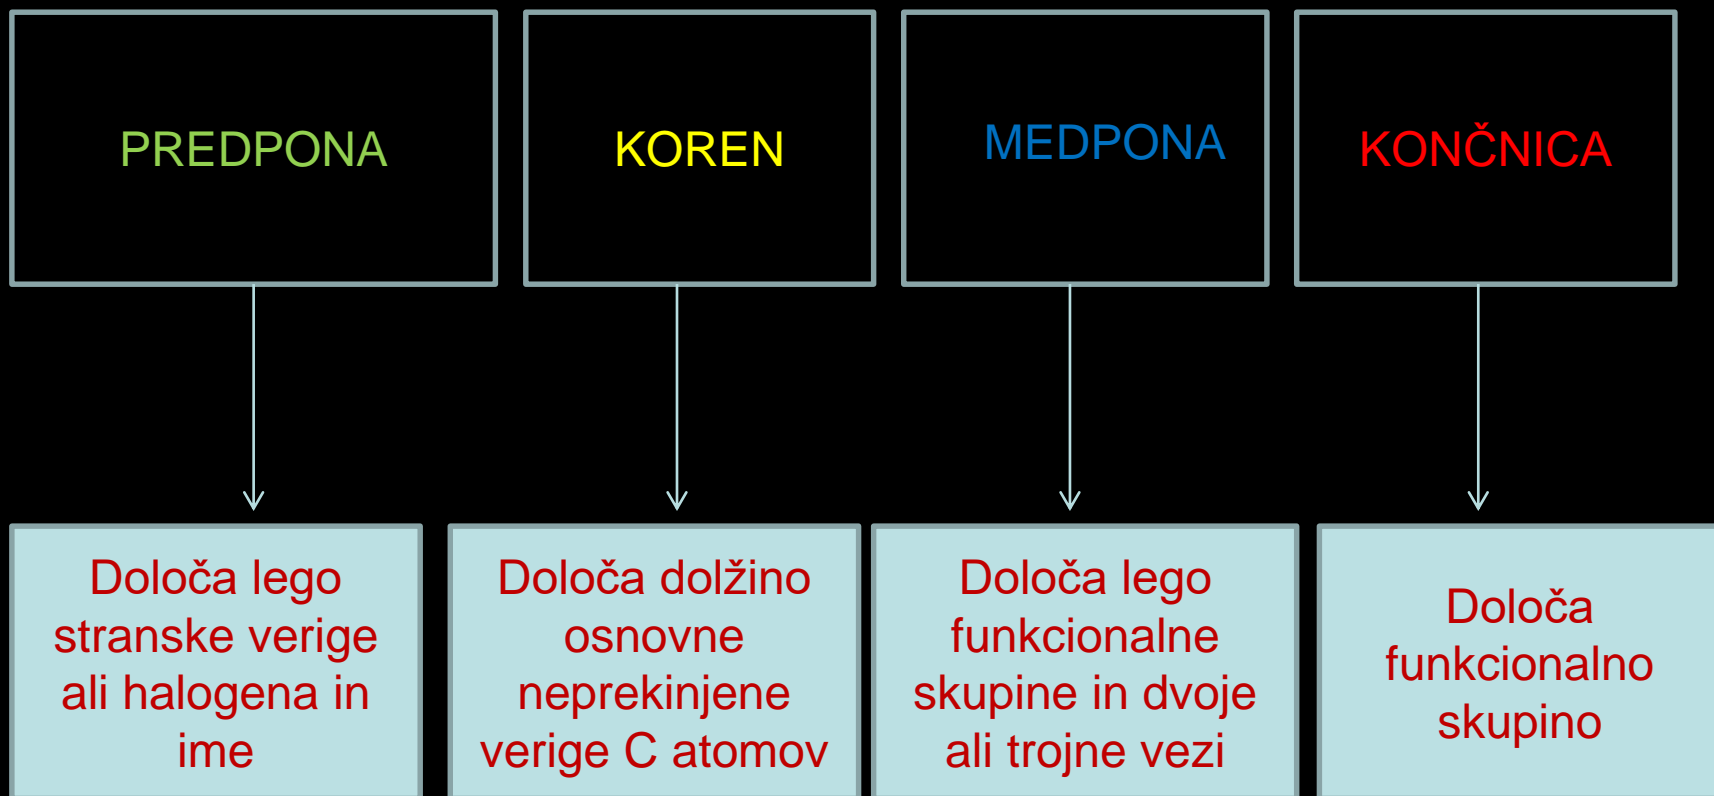 PREDPONA
KOREN
MEDPONA
KONČNICA
Določa lego
stranske verige
ali halogena in
ime
Določa dolžino
osnovne
neprekinjene
verige C atomov
Določa lego
funkcionalne
skupine in dvoje
ali trojne vezi
Določa
funkcionalno
skupino